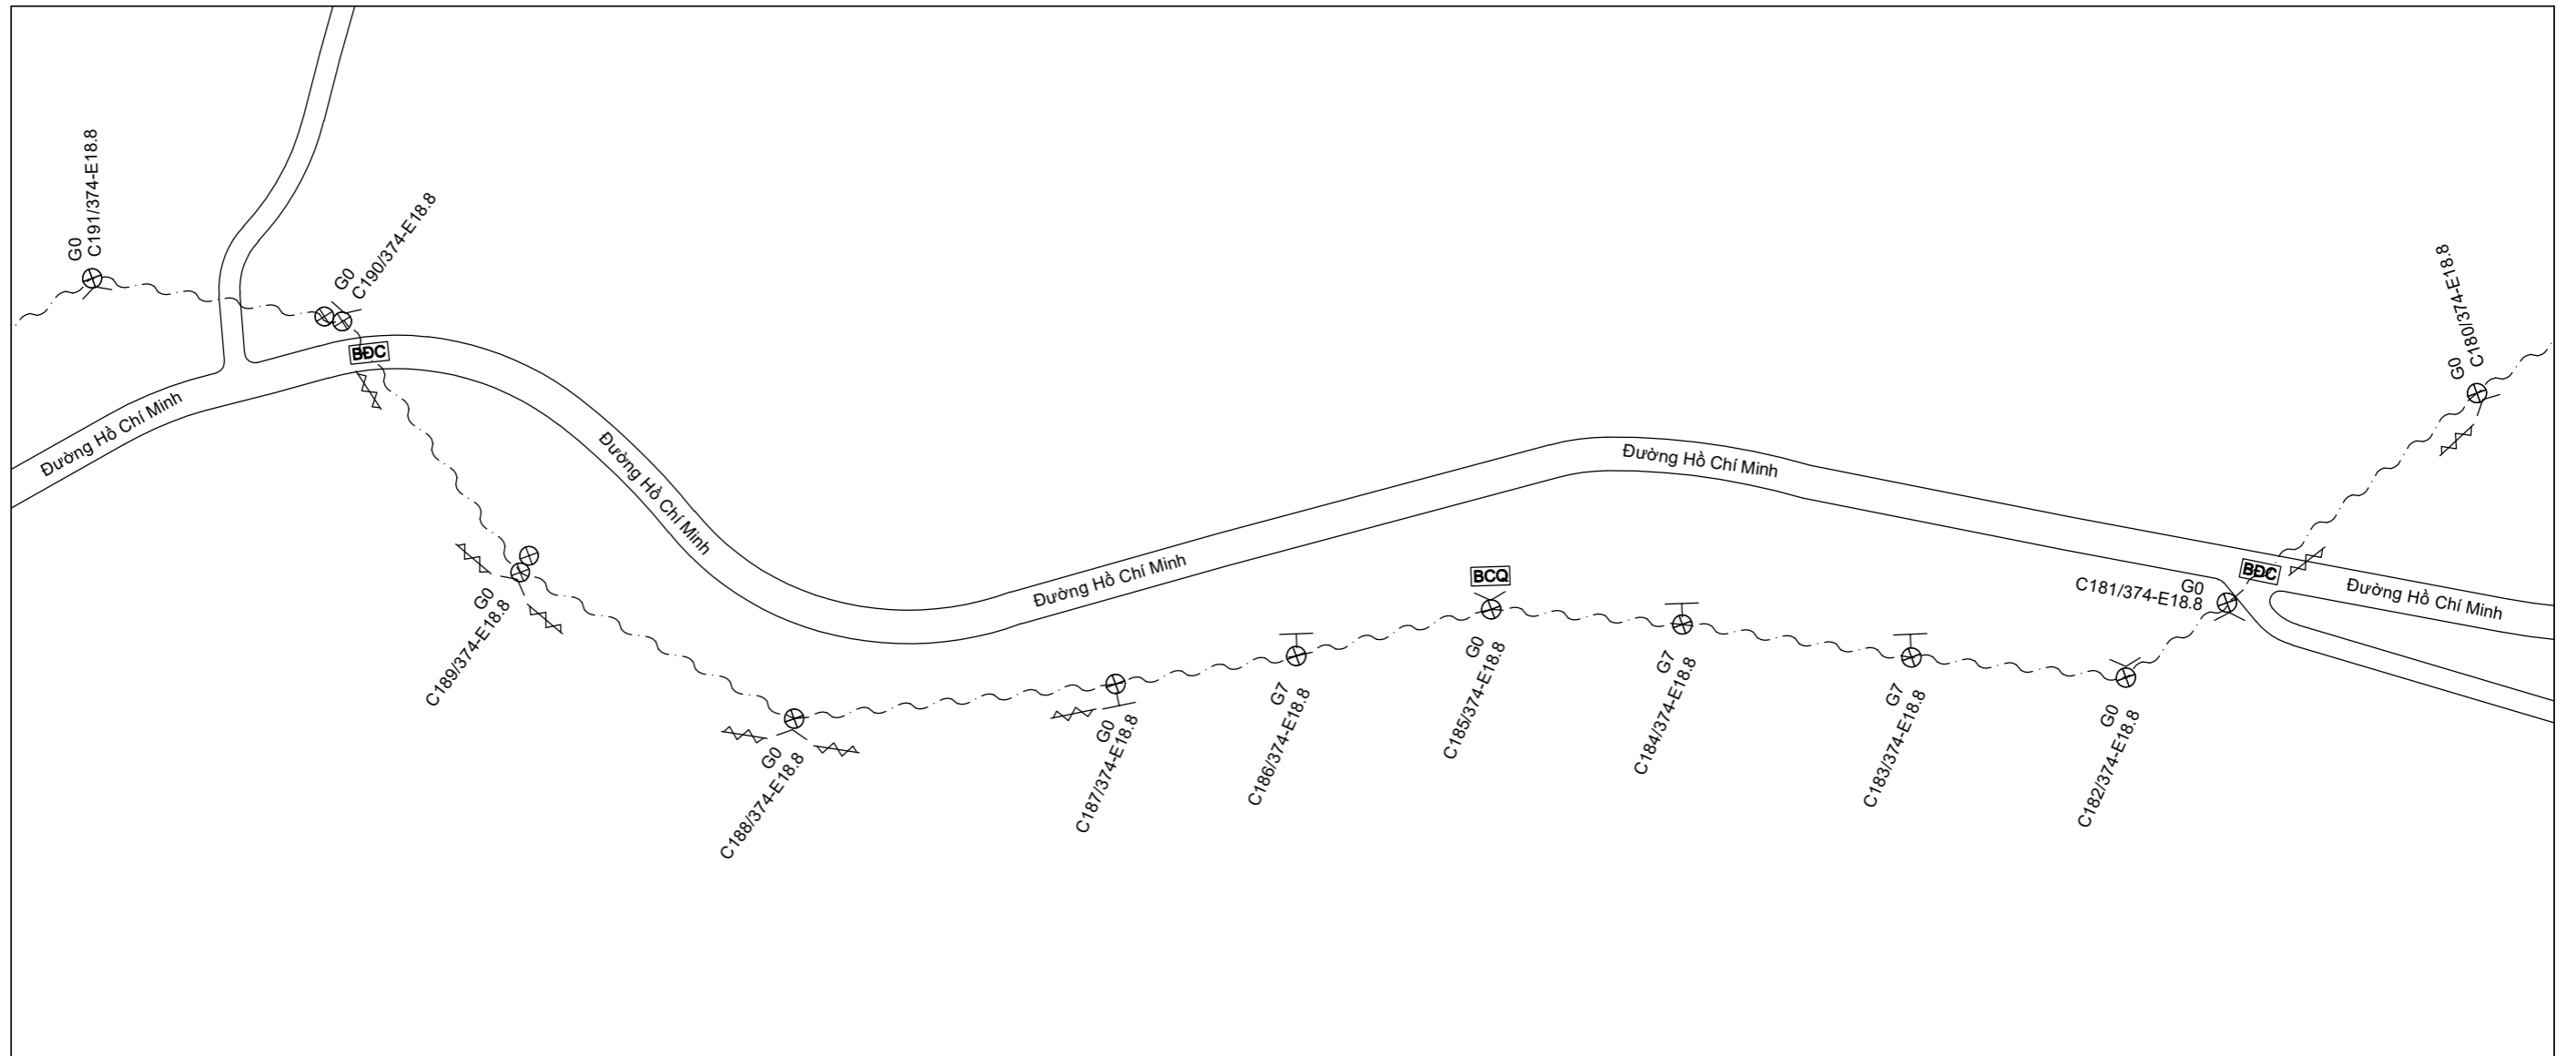 G0
C191/374-E18.8
G0
C190/374-E18.8
BĐC
Đường Hồ Chí Minh
Đường Hồ Chí Minh
G0
C189/374-E18.8
G0
C188/374-E18.8
Đường Hồ Chí Minh
G0
C187/374-E18.8
G7
C186/374-E18.8
BCQ
G0
C185/374-E18.8
Đường Hồ Chí Minh
G7
C184/374-E18.8
G7
C183/374-E18.8
G0
C182/374-E18.8
G0
C181/374-E18.8
BĐC
Đường Hồ Chí Minh
G0
C180/374-E18.8